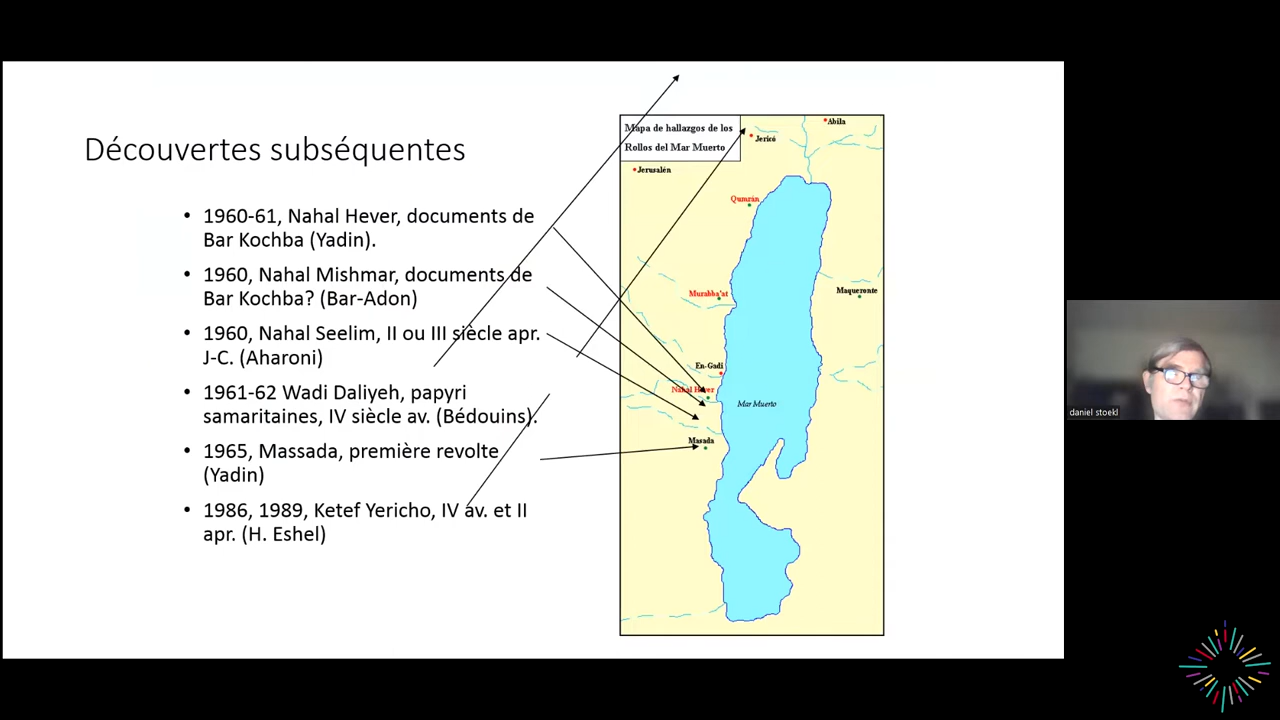 Découvertes subséquentes
• 1960-61, Nahal Hever, documents de
Bar Kochba (Yadin).
• 1960, Nahal Mishmar, documents de
Bar Kochba? (Bar-Adon)
• 1960, Nahal Seelim, II ou III siècle apr.
J-C. (Aharoni)
• 1961-62 Wadi Daliyeh, papyri
samaritaines, IV siècle av. (Bédouins).
• 1965, Massada, première revolte
(Yadin)
• 1986, 1989, Ketef Yericho, IV av. et II
apr. (H. Eshel)
Mapa de hallazgos de los
Rollos del Mar Muerto
Abila
Jericó
Jerusalén
Qumrán
Maqueronte
Murabba'at
En-Gadi
Nahal Hever
Mar Muerto
Masada
daniel stoekl